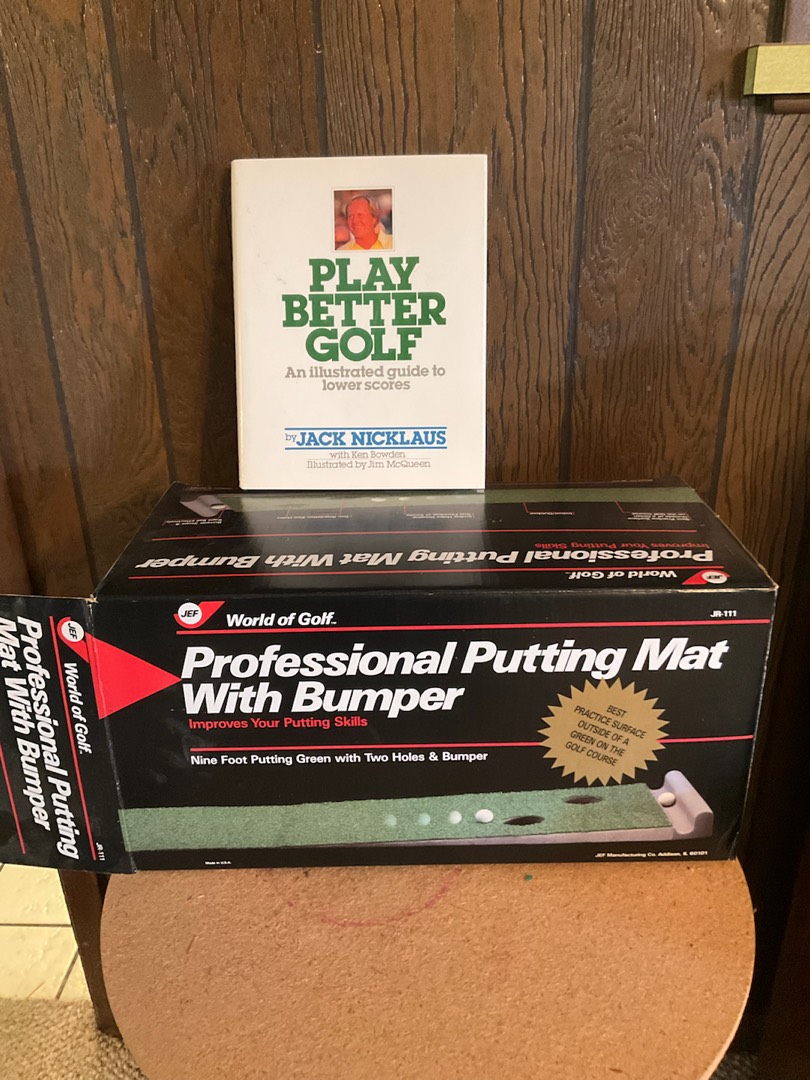 PLAY
BETTER
GOLF
An illustrated guide to
lower scores
by JACK NICKLAUS
with Ken Bowden
Illustrated by Jim McQueen
Professional Putting Mat With Bumper
Improves Your Putting Skills
World of Golf™
JEF
JEF World of Golf™
JR-111
Professional Putting Mat
With Bumper
Improves Your Putting Skills
Nine Foot Putting Green with Two Holes & Bumper
BEST
PRACTICE SURFACE
OUTSIDE OF A
GREEN ON THE
GOLF COURSE
Made in U.S.A.
JEF Manufacturing Co. Addison, IL 60101
JEF World of Golf
Professional Putting
Mat With Bumper
JR-111